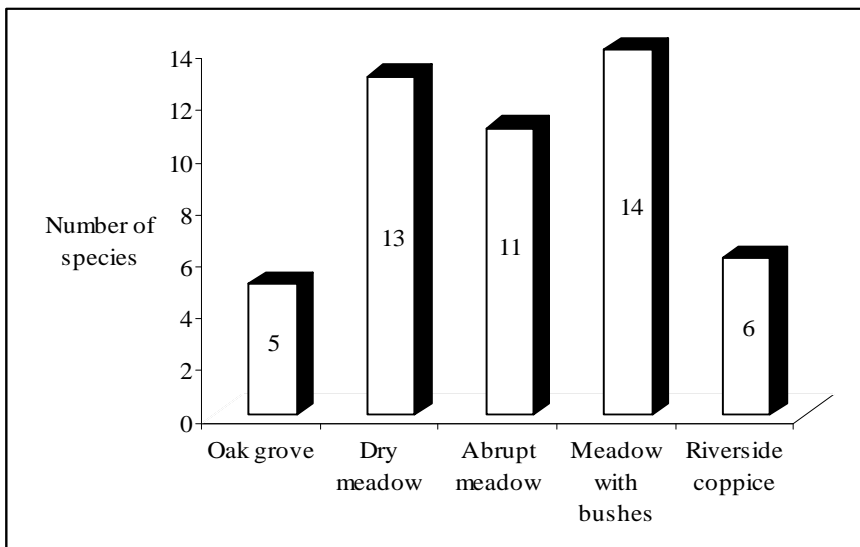 14
12
10
8
6
4
2
0
Number of
species
5
13
11
14
6
Oak grove
Dry
meadow
Abrupt
meadow
Meadow
with
bushes
Riverside
coppice